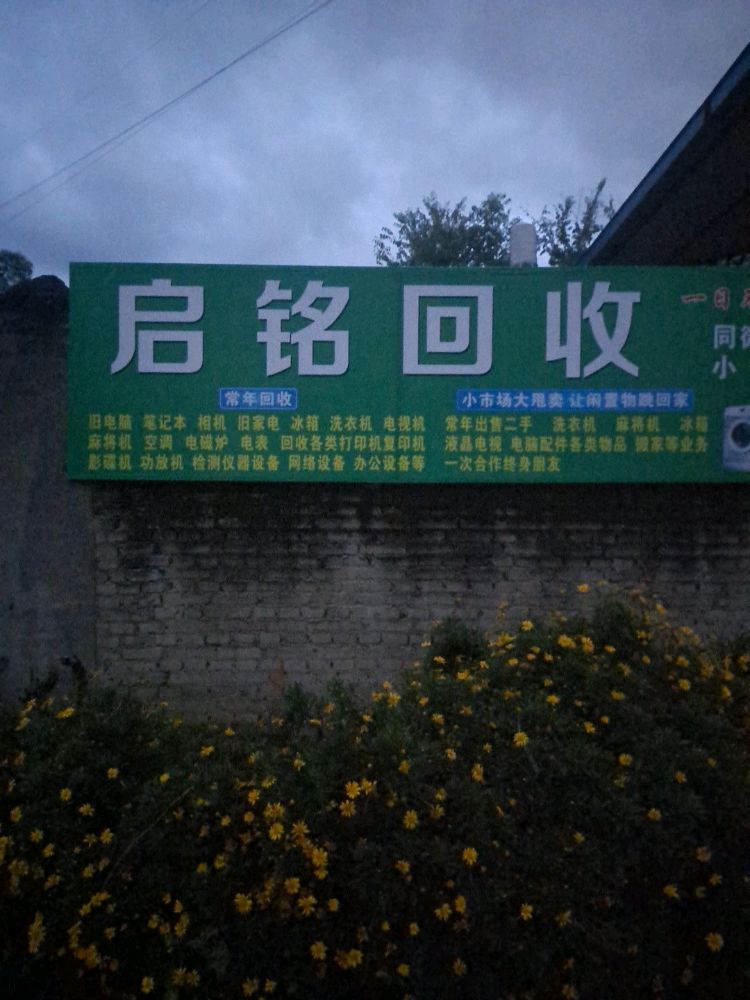 启铭回收
常年回收
旧电脑 笔记本 相机 旧家电 冰箱 洗衣机 电视机
麻将机 空调 电磁炉 电表 回收各类打印机复印机
影碟机 功放机 检测仪器设备 网络设备 办公设备等
小市场大甩卖 让闲置物跳回家
常年出售二手 洗衣机 麻将机 冰箱
液晶电视 电脑配件各类物品 搬家等业务
一次合作终身朋友
一日
同
小